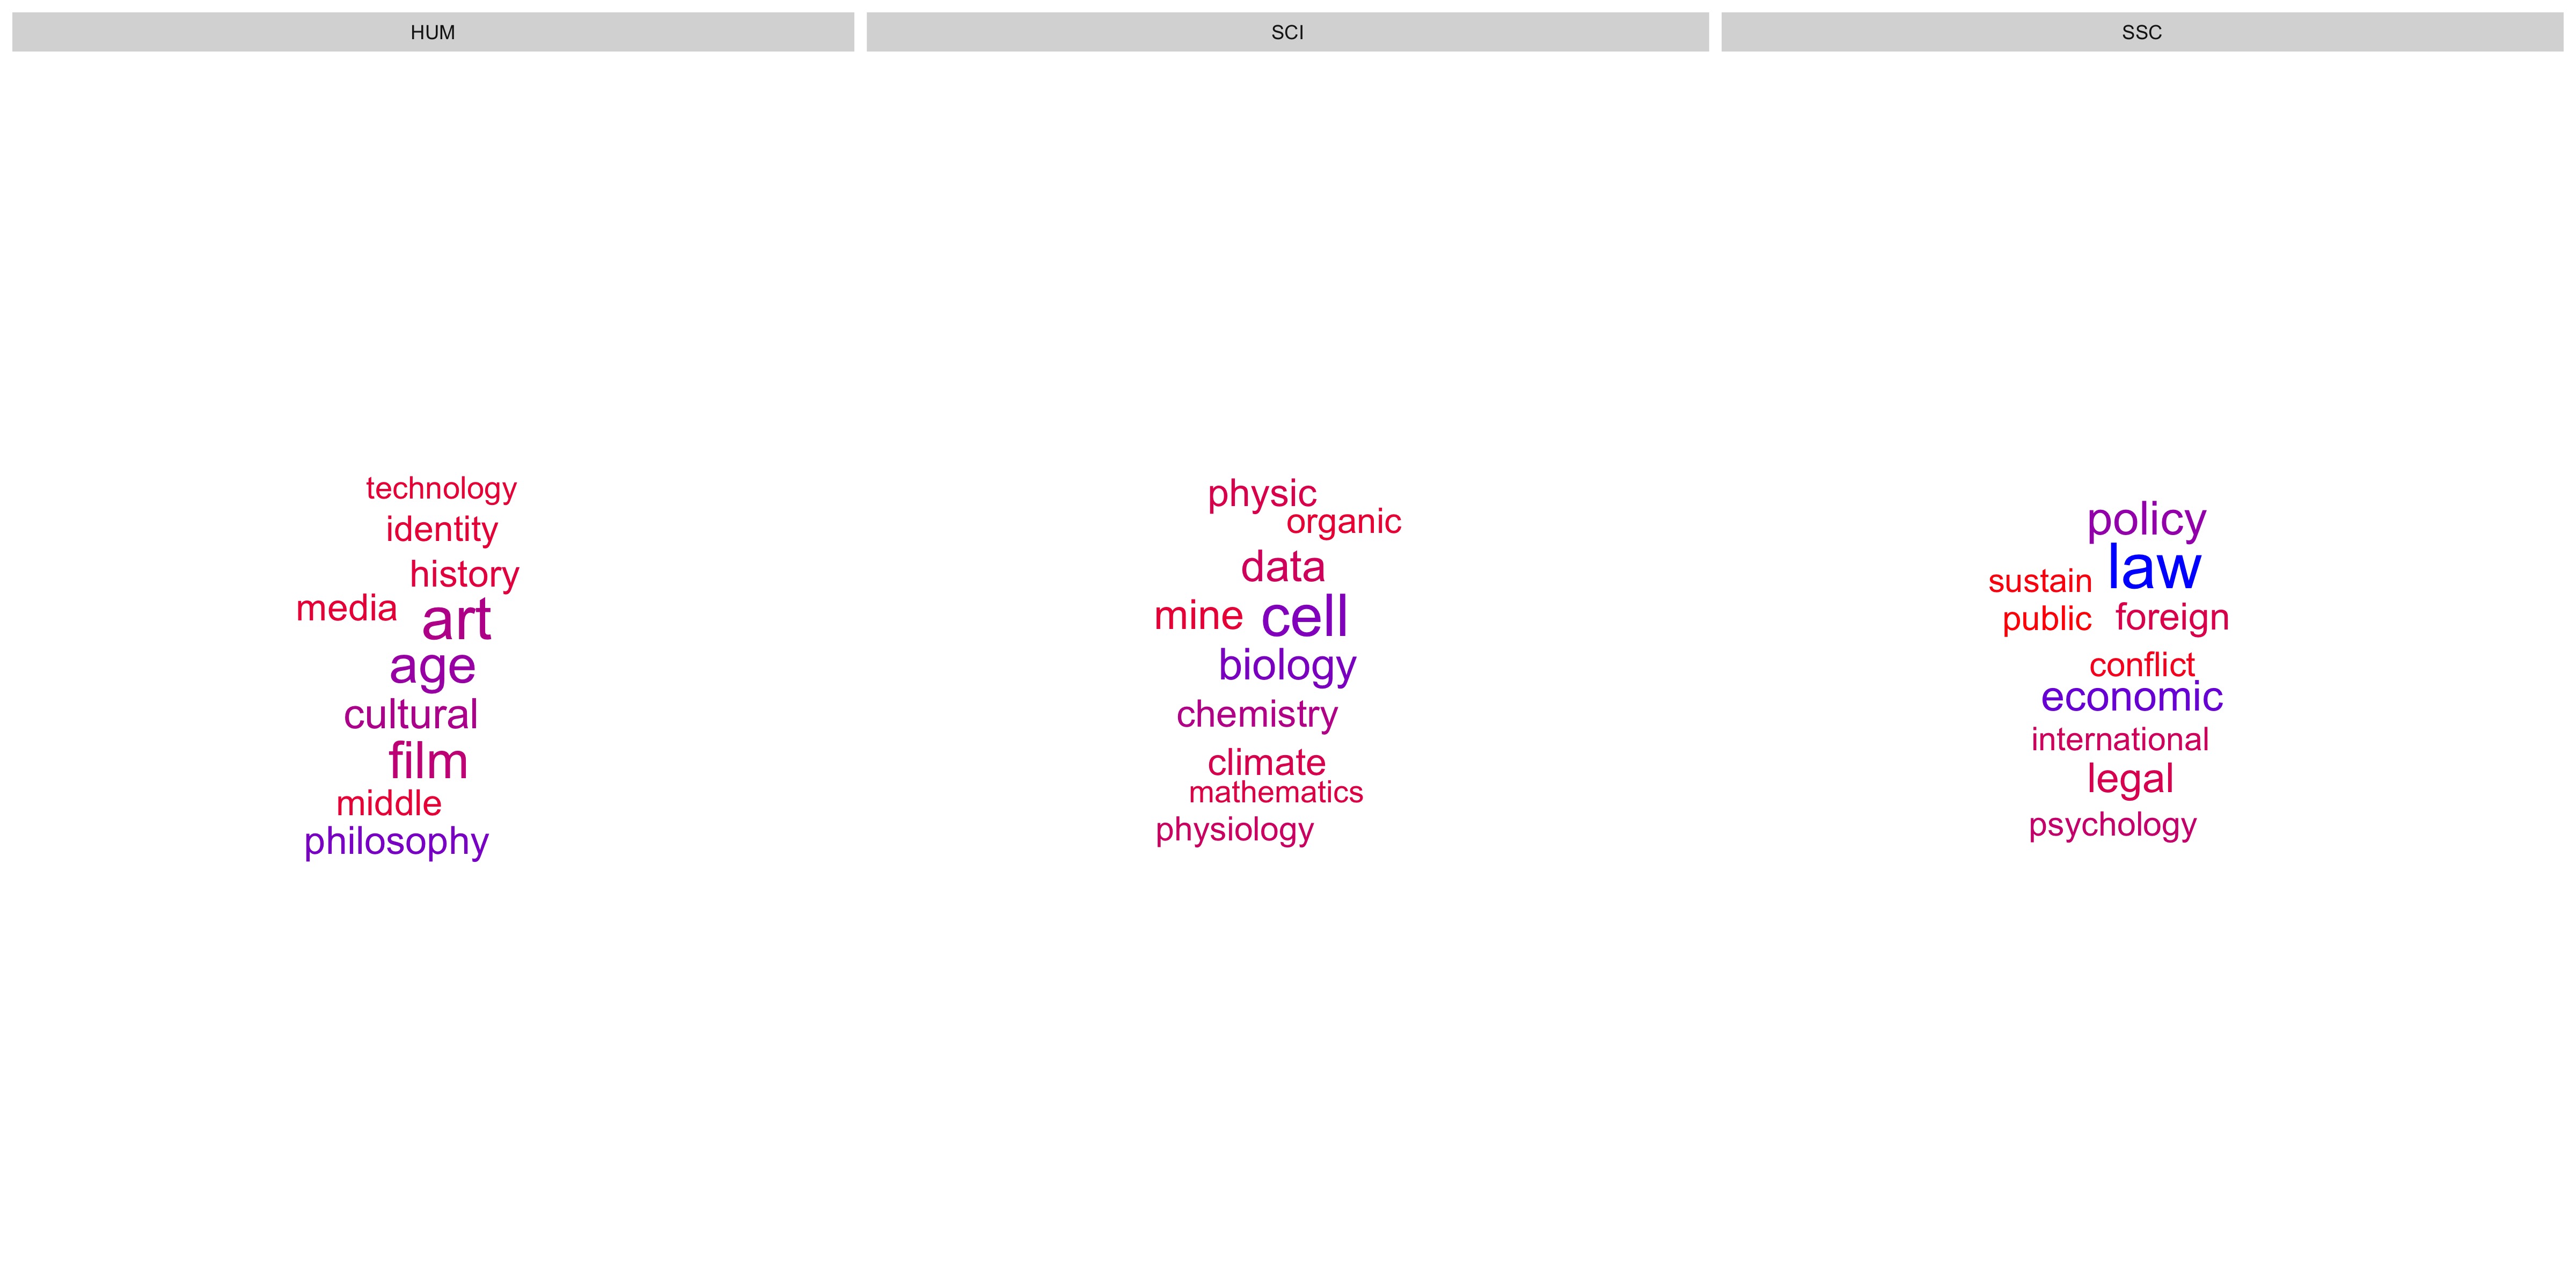 HUM
technology
identity
history
media
art
age
cultural
film
middle
philosophy
SCI
physic
organic
data
mine cell
biology
chemistry
climate
mathematics
physiology
SSC
policy
law
sustain
public foreign
conflict
economic
international
legal
psychology